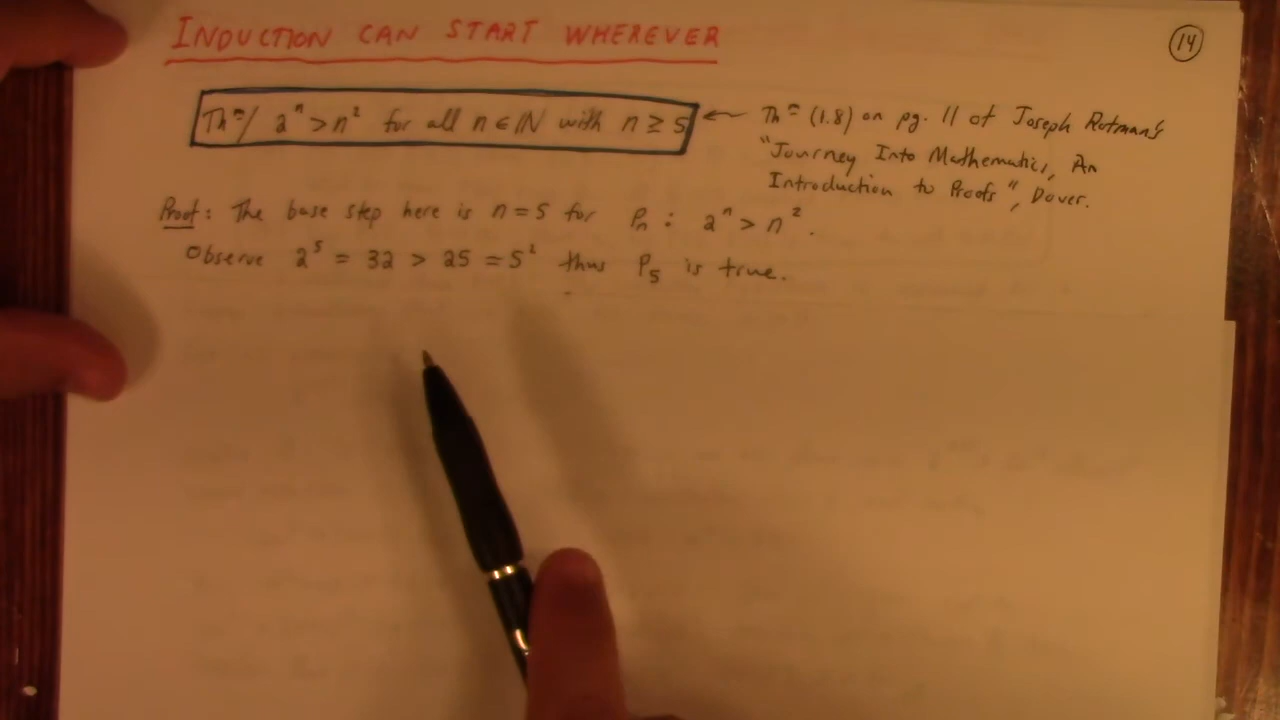 INDUCTION CAN START WHEREVER
14
Thm/ 2ⁿ > n² for all n ∈ ℕ with n ≥ 5
← Thm (1.8) on pg. 11 of Joseph Rotman's
"Journey Into Mathematics, An
Introduction to Proofs", Dover.
Proof: The base step here is n = 5 for Pₙ : 2ⁿ > n².
Observe 2⁵ = 32 > 25 = 5² thus P₅ is true.